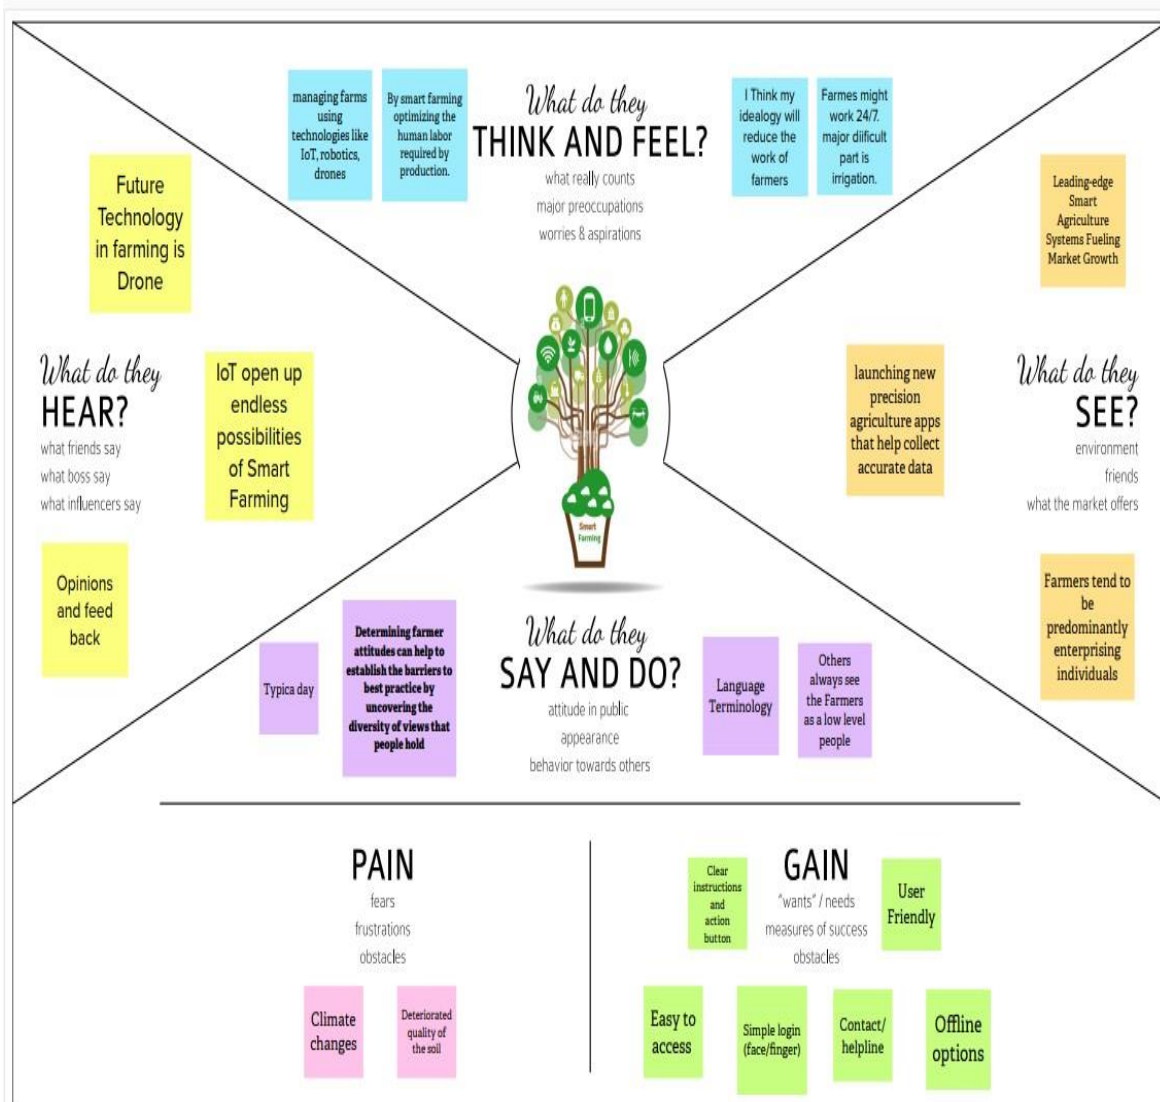 managing farms
using
technologies like
IoT, robotics,
drones
By smart farming
optimizing the
human labor
required by
production.
What do they
THINK AND FEEL?
what really counts
major preoccupations
worries & aspirations
I Think my
idealogy will
reduce the
work of
farmers
Farmes might
work 24/7.
major diificult
part is
irrigation.
Future
Technology
in farming is
Drone
What do they
HEAR?
what friends say
what boss say
what influencers say
IoT open up
endless
possibilities
of Smart
Farming
Opinions
and feed
back
Smart
Farming
Leading-edge
Smart
Agriculture
Systems Fueling
Market Growth
launching new
precision
agriculture apps
that help collect
accurate data
What do they
SEE?
environment
friends
what the market offers
Farmers tend to
be
predominantly
enterprising
individuals
Typica day
Determining farmer
attitudes can help to
establish the barriers to
best practice by
uncovering the
diversity of views that
people hold
What do they
SAY AND DO?
attitude in public
appearance
behavior towards others
Language
Terminology
Others
always see
the Farmers
as a low level
people
PAIN
fears
frustrations
obstacles
Climate
changes
Deteriorated
quality of
the soil
Clear
instructions
and
action
button
GAIN
"wants" / needs
measures of success
obstacles
User
Friendly
Easy to
access
Simple login
(face/finger)
Contact/
helpline
Offline
options